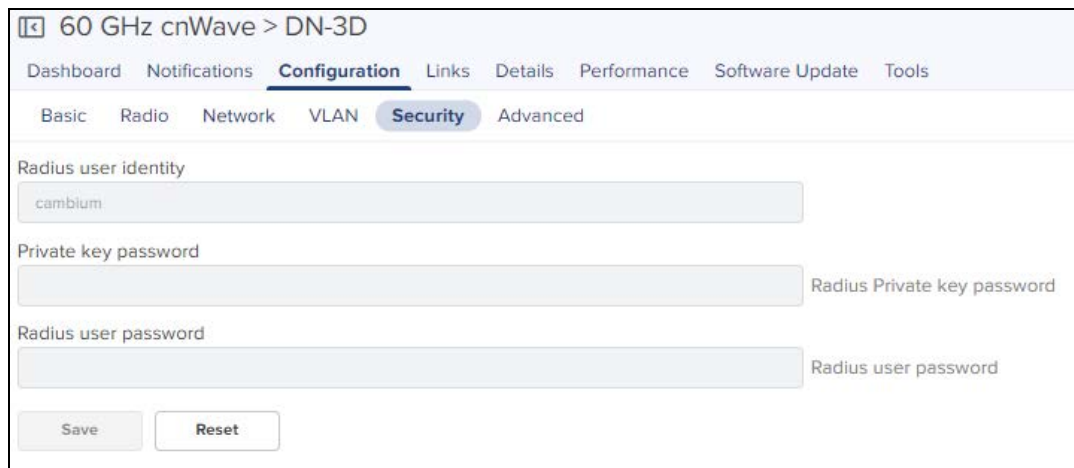 60 GHz cnWave > DN-3D
Dashboard Notifications Configuration Links Details Performance Software Update Tools
Basic Radio Network VLAN Security Advanced
Radius user identity
cambium
Private key password
Radius Private key password
Radius user password
Radius user password
Save Reset